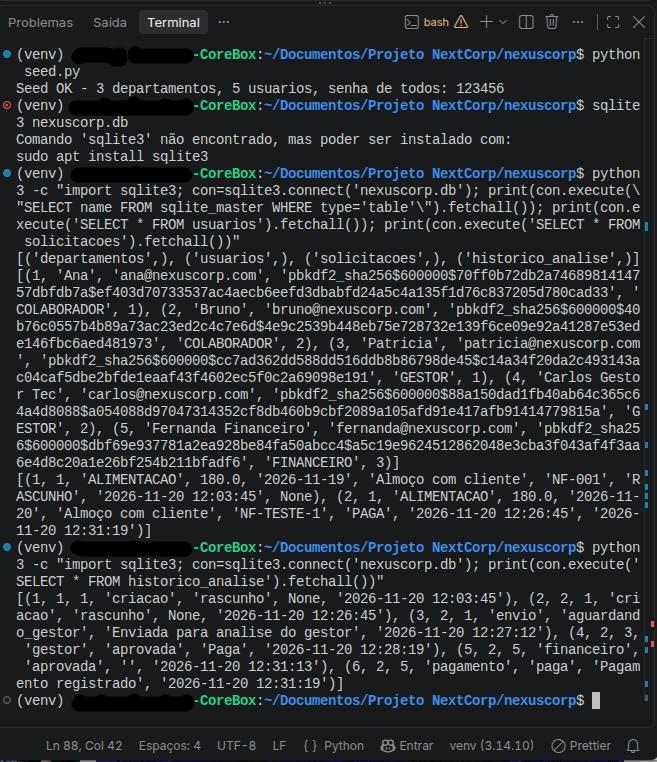 Problemas Saída Terminal ··· bash ···
(venv) -CoreBox:~/Documentos/Projeto NextCorp/nexuscorp$ python
 seed.py
Seed OK - 3 departamentos, 5 usuarios, senha de todos: 123456
(venv) -CoreBox:~/Documentos/Projeto NextCorp/nexuscorp$ sqlite
3 nexuscorp.db
Comando 'sqlite3' não encontrado, mas poder ser instalado com:
sudo apt install sqlite3
(venv) -CoreBox:~/Documentos/Projeto NextCorp/nexuscorp$ python
3 -c "import sqlite3; con=sqlite3.connect('nexuscorp.db'); print(con.execute(\
"SELECT name FROM sqlite_master WHERE type='table'\").fetchall()); print(con.e
xecute('SELECT * FROM usuarios').fetchall()); print(con.execute('SELECT * FROM
 solicitacoes').fetchall())"
[('departamentos',), ('usuarios',), ('solicitacoes',), ('historico_analise',)]
[(1, 'Ana', 'ana@nexuscorp.com', 'pbkdf2_sha256$600000$70ff0b72db2a74689814147
57dbfdb7a$ef403d70733537ac4aecb6eefd3dbabfd24a5c4a135f1d76c837205d780cad33', '
COLABORADOR', 1), (2, 'Bruno', 'bruno@nexuscorp.com', 'pbkdf2_sha256$600000$40
b76c0557b4b89a73ac23ed2c4c7e6d$4e9c2539b448eb75e728732e139f6ce09e92a41287e53ed
e146fbc6aed481973', 'COLABORADOR', 2), (3, 'Patricia', 'patricia@nexuscorp.com
', 'pbkdf2_sha256$600000$cc7ad362dd588dd516ddb8b86798de45$c14a34f20da2c493143a
c04caf5dbe2bfde1eaaf43f4602ec5f0c2a69098e191', 'GESTOR', 1), (4, 'Carlos Gesto
r Tec', 'carlos@nexuscorp.com', 'pbkdf2_sha256$600000$88a150dad1fb40ab64c365c6
4a4d8088$a054088d97047314352cf8db460b9cbf2089a105afd91e417afb91414779815a', 'G
ESTOR', 2), (5, 'Fernanda Financeiro', 'fernanda@nexuscorp.com', 'pbkdf2_sha25
6$600000$dbf69e937781a2ea928be84fa50abcc4$a5c19e9624512862048e3cba3f043af4f3aa
6e4d8c20a1e26bf254b211bfadf6', 'FINANCEIRO', 3)]
[(1, 1, 'ALIMENTACAO', 180.0, '2026-11-19', 'Almoço com cliente', 'NF-001', 'R
ASCUNHO', '2026-11-20 12:03:45', None), (2, 1, 'ALIMENTACAO', 180.0, '2026-11-
20', 'Almoço com cliente', 'NF-TESTE-1', 'PAGA', '2026-11-20 12:26:45', '2026-
11-20 12:31:19')]
(venv) -CoreBox:~/Documentos/Projeto NextCorp/nexuscorp$ python
3 -c "import sqlite3; con=sqlite3.connect('nexuscorp.db'); print(con.execute('
SELECT * FROM historico_analise').fetchall())"
[(1, 1, 1, 'criacao', 'rascunho', None, '2026-11-20 12:03:45'), (2, 2, 1, 'cri
acao', 'rascunho', None, '2026-11-20 12:26:45'), (3, 2, 1, 'envio', 'aguardand
o_gestor', 'Enviada para analise do gestor', '2026-11-20 12:27:12'), (4, 2, 3,
 'gestor', 'aprovada', 'Paga', '2026-11-20 12:28:19'), (5, 2, 5, 'financeiro',
 'aprovada', '', '2026-11-20 12:31:13'), (6, 2, 5, 'pagamento', 'paga', 'Pagam
ento registrado', '2026-11-20 12:31:19')]
(venv) -CoreBox:~/Documentos/Projeto NextCorp/nexuscorp$
Ln 88, Col 42 Espaços: 4 UTF-8 LF { } Python Entrar venv (3.14.10) Prettier